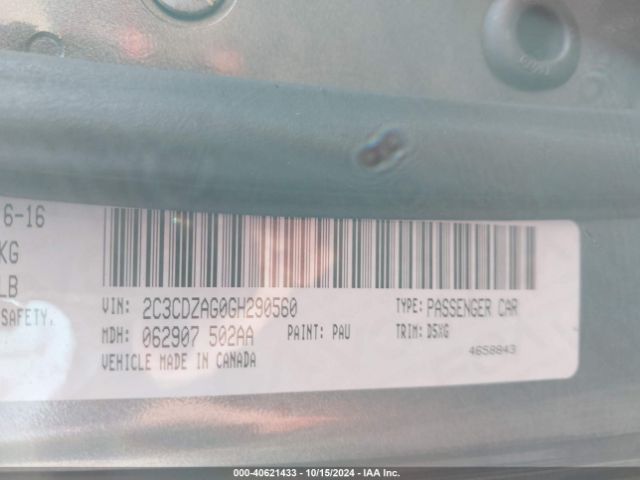 6-16
KG
LB
SAFETY.
VIN: 2C3CDZAG0GH290560 TYPE: PASSENGER CAR
MDH: 062907 502AA PAINT: PAU TRIM: D5XG
VEHICLE MADE IN CANADA 4658843
000-40621433 - 10/15/2024 - IAA Inc.